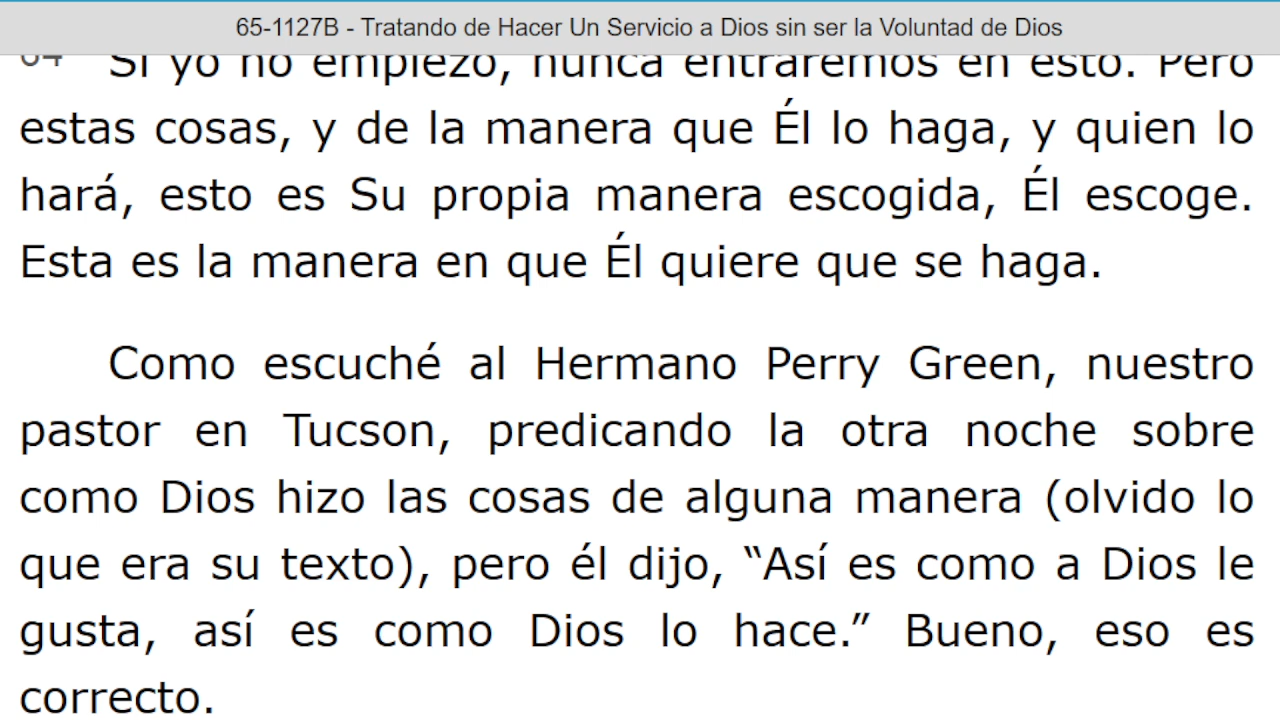 65-1127B - Tratando de Hacer Un Servicio a Dios sin ser la Voluntad de Dios
64 Si yo no empiezo, nunca entraremos en esto. Pero
estas cosas, y de la manera que Él lo haga, y quien lo
hará, esto es Su propia manera escogida, Él escoge.
Esta es la manera en que Él quiere que se haga.
Como escuché al Hermano Perry Green, nuestro
pastor en Tucson, predicando la otra noche sobre
como Dios hizo las cosas de alguna manera (olvido lo
que era su texto), pero él dijo, “Así es como a Dios le
gusta, así es como Dios lo hace.” Bueno, eso es
correcto.